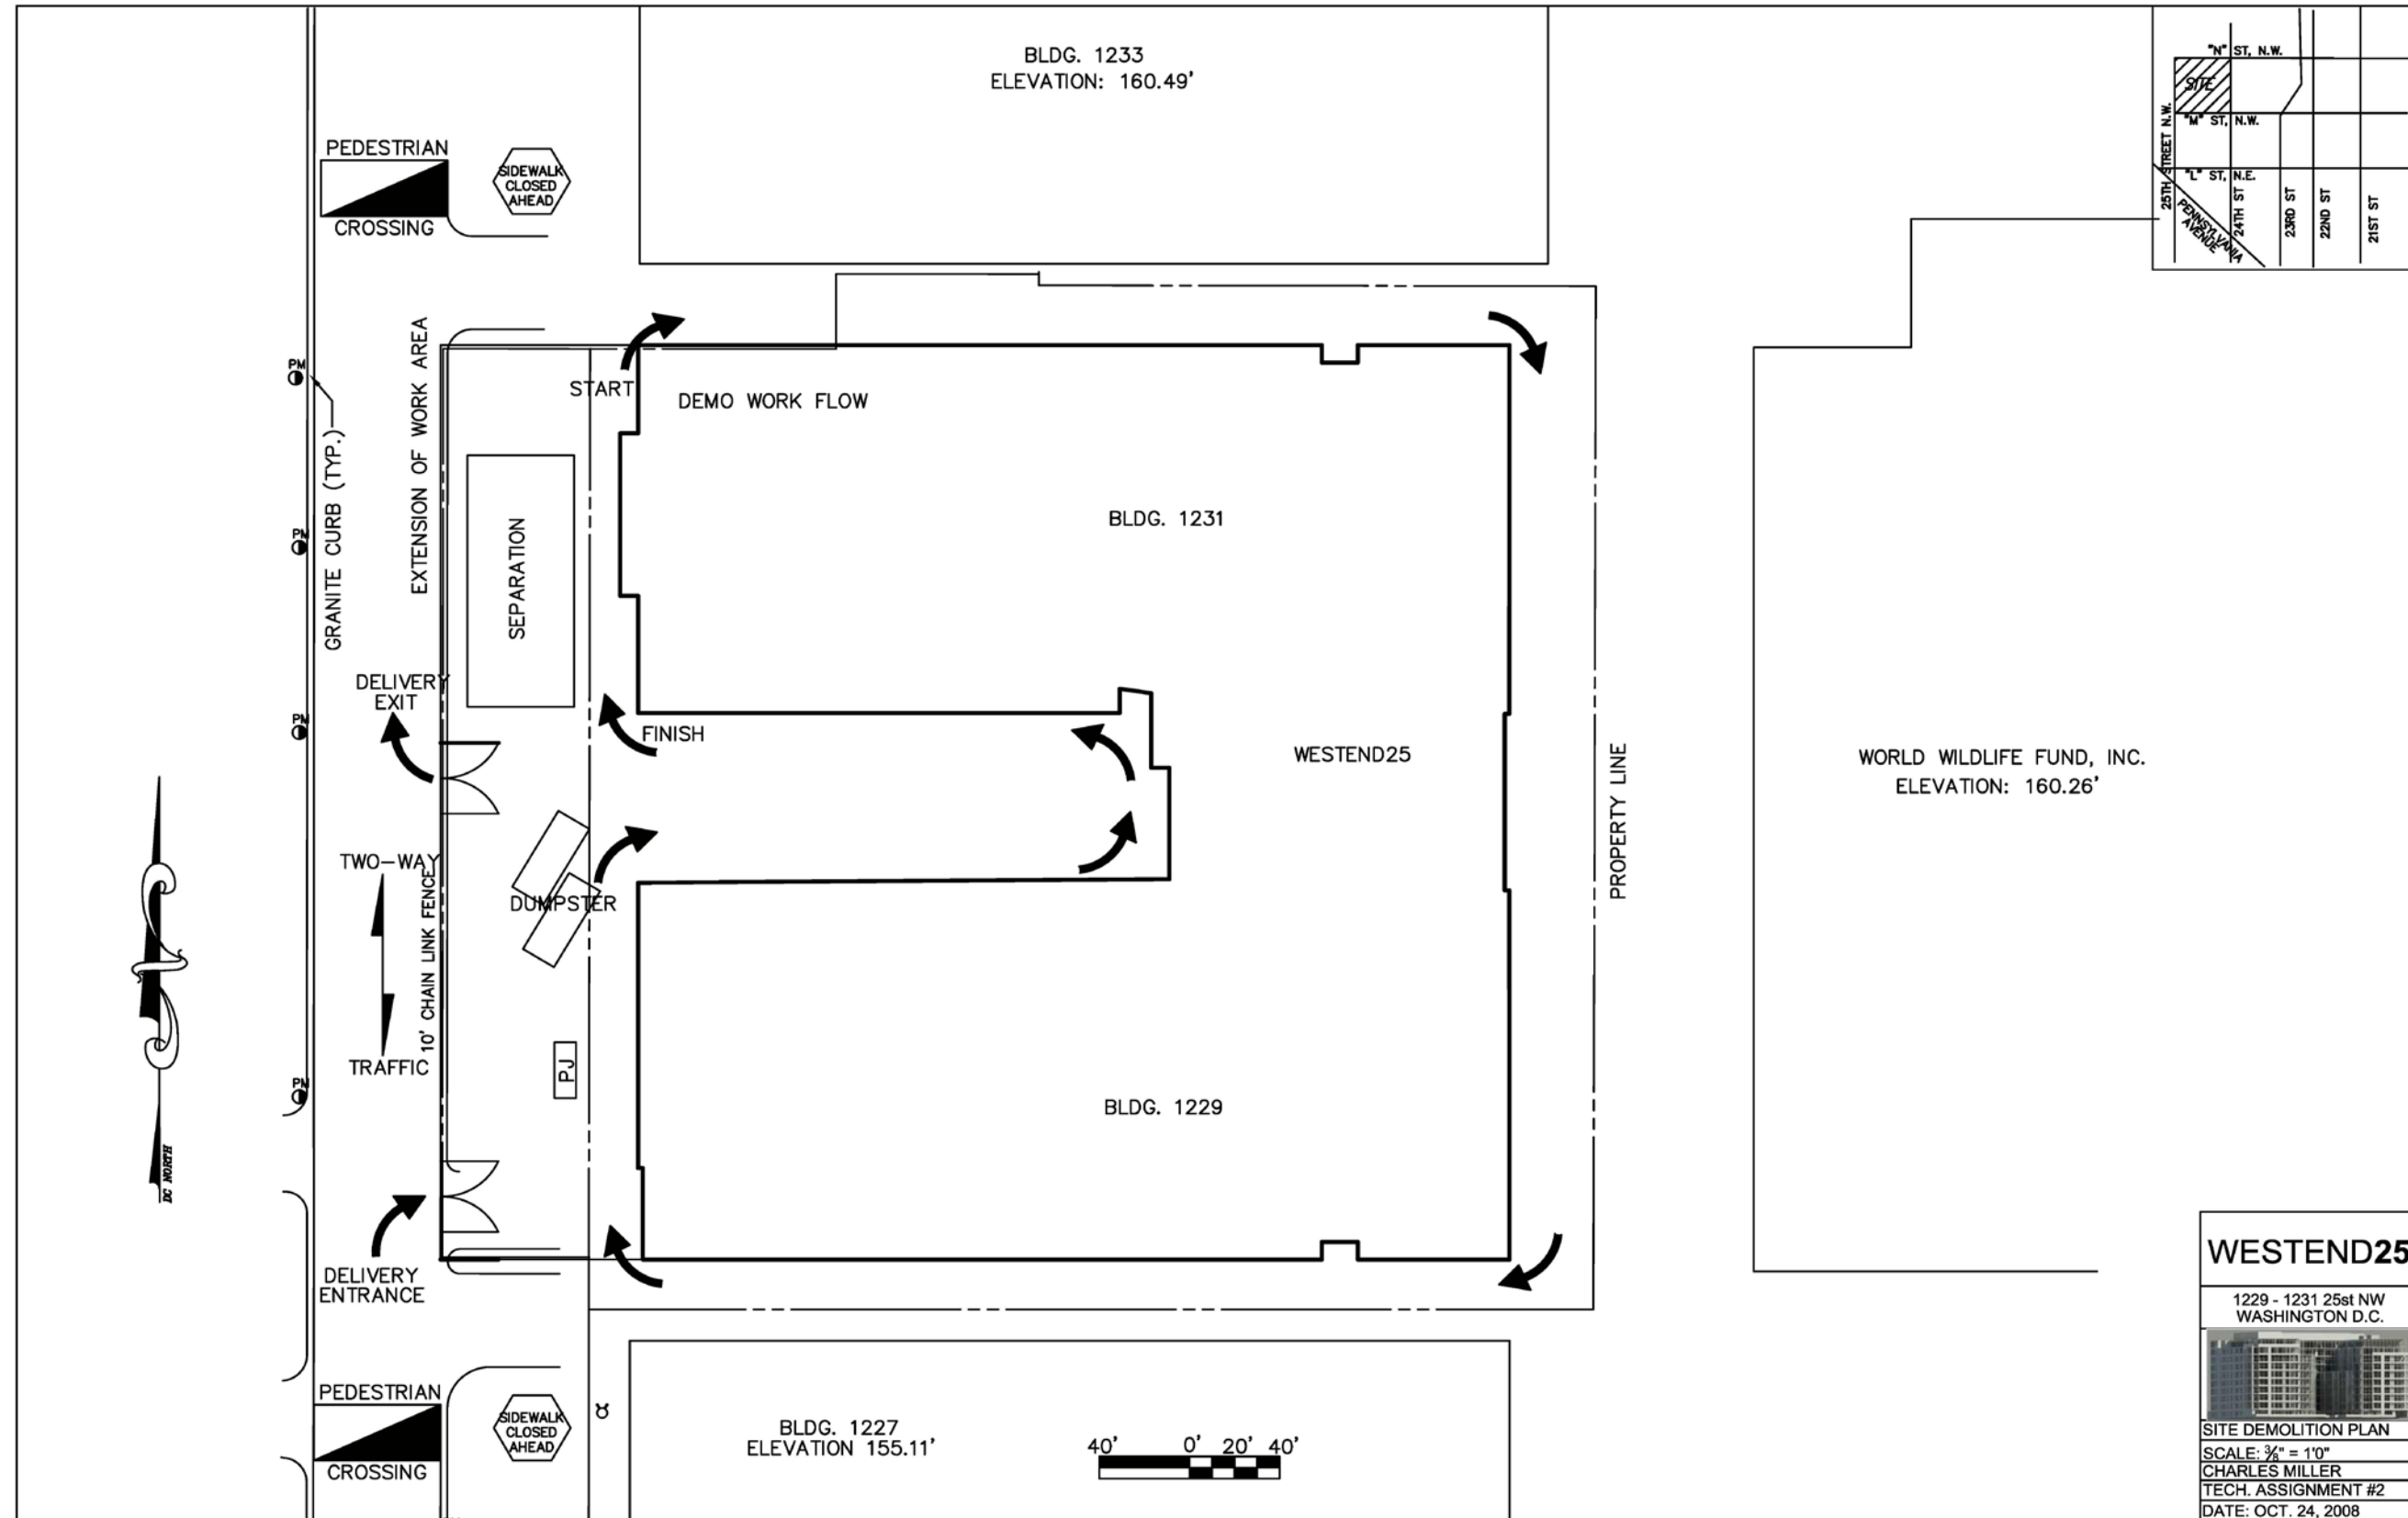 BLDG. 1233
ELEVATION: 160.49'
"N" ST, N.W.
SITE
"M" ST, N.W.
"L" ST, N.E.
25TH STREET N.W.
PENNSYLVANIA
AVENUE
24TH ST
23RD ST
22ND ST
21ST ST
PEDESTRIAN
CROSSING
SIDEWALK
CLOSED
AHEAD
PM
PM
PM
PM
GRANITE CURB (TYP.)
EXTENSION OF WORK AREA
START
DEMO WORK FLOW
SEPARATION
BLDG. 1231
DELIVERY
EXIT
FINISH
WESTEND25
PROPERTY LINE
WORLD WILDLIFE FUND, INC.
ELEVATION: 160.26'
TWO-WAY
TRAFFIC
10' CHAIN LINK FENCE
DUMPSTER
PJ
BLDG. 1229
DC NORTH
DELIVERY
ENTRANCE
PEDESTRIAN
CROSSING
SIDEWALK
CLOSED
AHEAD
BLDG. 1227
ELEVATION 155.11'
40' 0' 20' 40'
WESTEND25
1229 - 1231 25st NW
WASHINGTON D.C.
SITE DEMOLITION PLAN
SCALE: ⅜" = 1'0"
CHARLES MILLER
TECH. ASSIGNMENT #2
DATE: OCT. 24, 2008